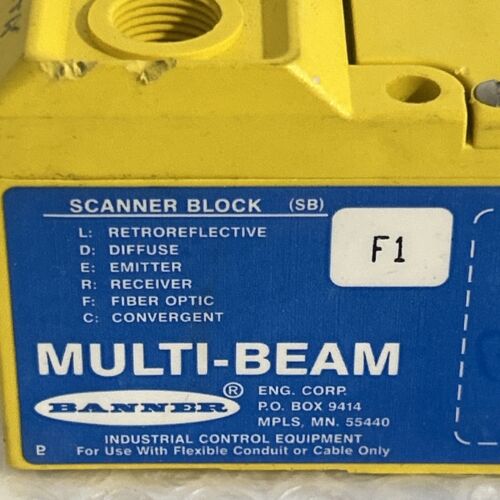 SCANNER BLOCK (SB)
L: RETROREFLECTIVE
D: DIFFUSE
E: EMITTER
R: RECEIVER
F: FIBER OPTIC
C: CONVERGENT
F1
MULTI-BEAM
BANNER ®
ENG. CORP.
P.O. BOX 9414
MPLS, MN. 55440
INDUSTRIAL CONTROL EQUIPMENT
For Use With Flexible Conduit or Cable Only